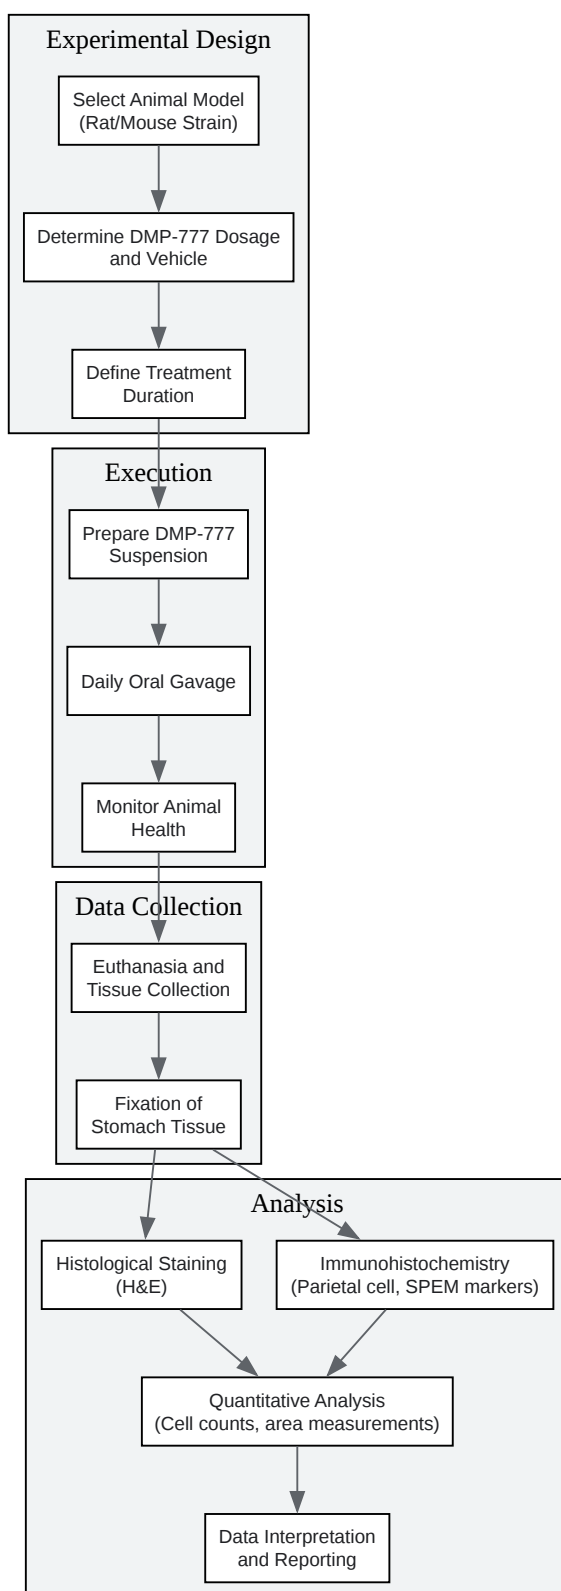 Experimental Design
Select Animal Model
(Rat/Mouse Strain)
Determine DMP-777 Dosage
and Vehicle
Define Treatment
Duration
Execution
Prepare DMP-777
Suspension
Daily Oral Gavage
Monitor Animal
Health
Data Collection
Euthanasia and
Tissue Collection
Fixation of
Stomach Tissue
Analysis
Histological Staining
(H&E)
Immunohistochemistry
(Parietal cell, SPEM markers)
Quantitative Analysis
(Cell counts, area measurements)
Data Interpretation
and Reporting